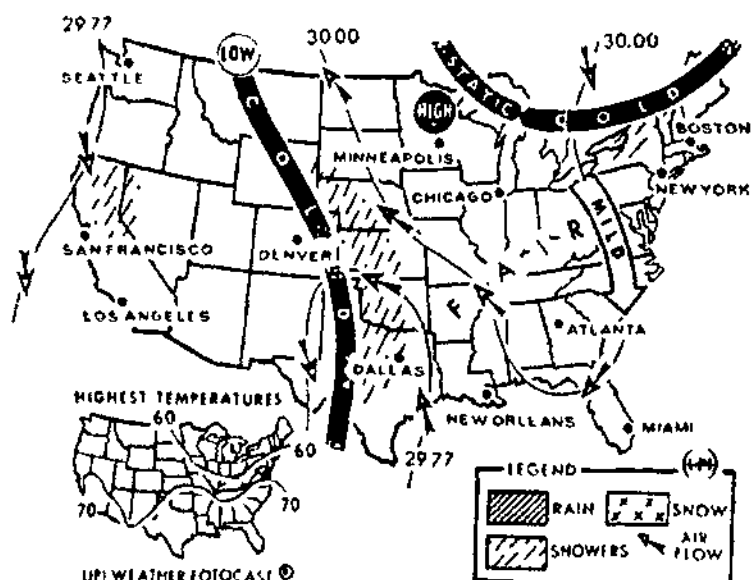 29.77
30.00
30.00
LOW
STATIC COLD
SEATTLE
HIGH
BOSTON
MINNEAPOLIS
NEW YORK
CHICAGO
MILD
SAN FRANCISCO
DENVER
COLD
FAIR
LOS ANGELES
ATLANTA
DALLAS
NEW ORLEANS
MIAMI
29.77
HIGHEST TEMPERATURES
60
60
70
70
LEGEND
RAIN
SNOW
SHOWERS
AIR FLOW
UPI WEATHER FOTOCAST ®